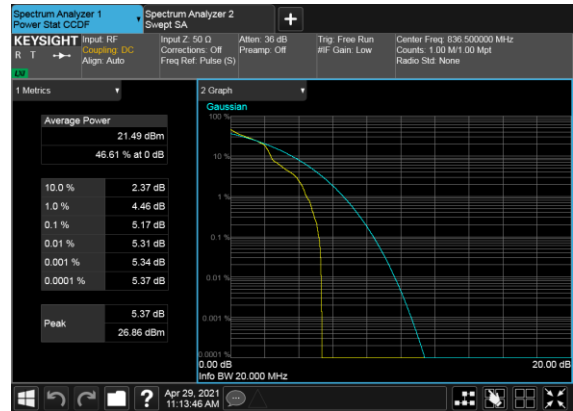 Spectrum Analyzer 1
Power Stat CCDF
Spectrum Analyzer 2
Swept SA
KEYSIGHT
R T
LXI
Input: RF
Coupling: DC
Align: Auto
Input Z: 50 Ω
Corrections: Off
Freq Ref: Pulse (S)
Atten: 36 dB
Preamp: Off
Trig: Free Run
#IF Gain: Low
Center Freq: 836.500000 MHz
Counts: 1.00 M/1.00 Mpt
Radio Std: None
1 Metrics
Average Power
21.49 dBm
46.61 % at 0 dB
10.0 % 2.37 dB
1.0 % 4.46 dB
0.1 % 5.17 dB
0.01 % 5.31 dB
0.001 % 5.34 dB
0.0001 % 5.37 dB
Peak
5.37 dB
26.86 dBm
2 Graph
Gaussian
100 %
10 %
1 %
0.1 %
0.01 %
0.001 %
0.0001 %
0.00 dB
20.00 dB
Info BW 20.000 MHz
?
Apr 29, 2021
11:13:46 AM